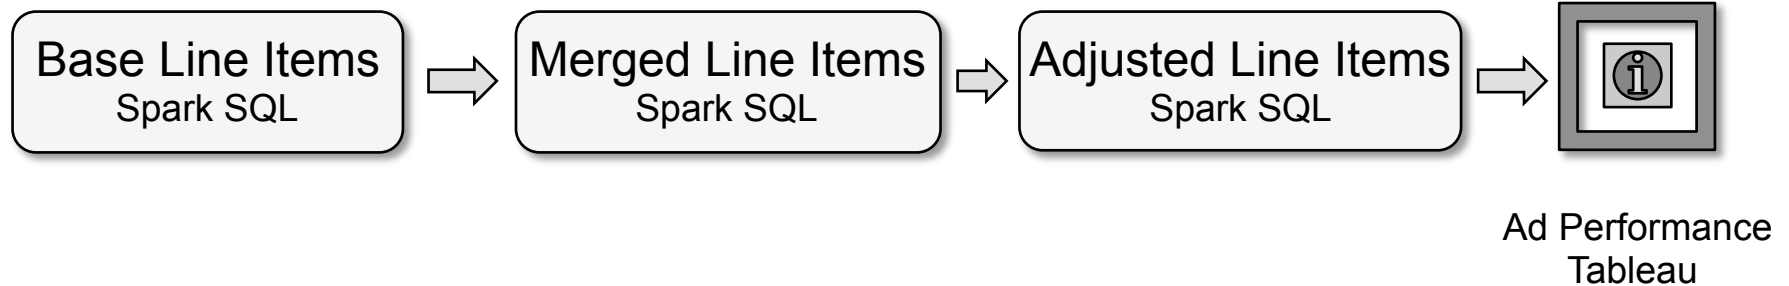 Base Line Items
Spark SQL
Merged Line Items
Spark SQL
Adjusted Line Items
Spark SQL
i
Ad Performance
Tableau